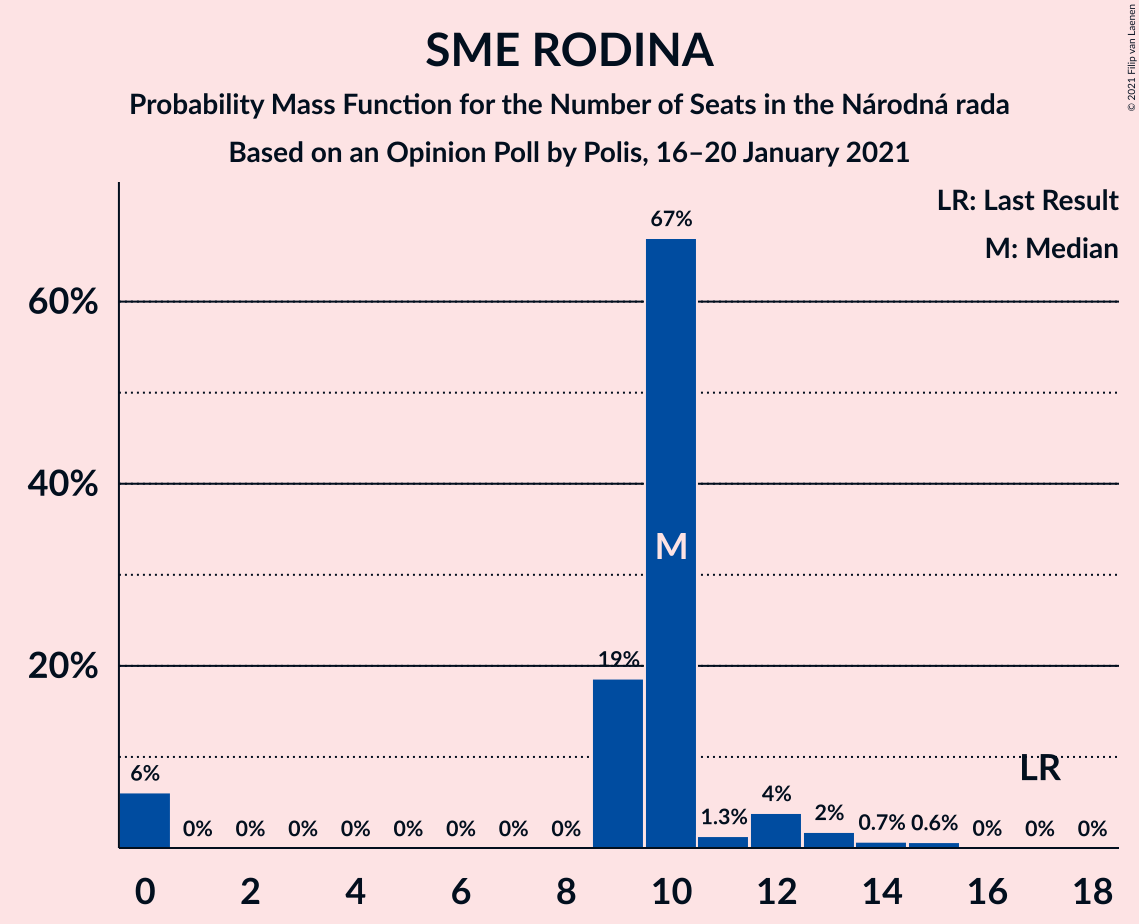 SME RODINA
Probability Mass Function for the Number of Seats in the Národná rada
Based on an Opinion Poll by Polis, 16–20 January 2021
© 2021 Filip van Laenen
LR: Last Result
M: Median
60%
40%
20%
6%
0%
0%
0%
0%
0%
0%
0%
0%
19%
67%
1.3%
4%
2%
0.7%
0.6%
0%
0%
0%
M
LR
0 2 4 6 8 10 12 14 16 18